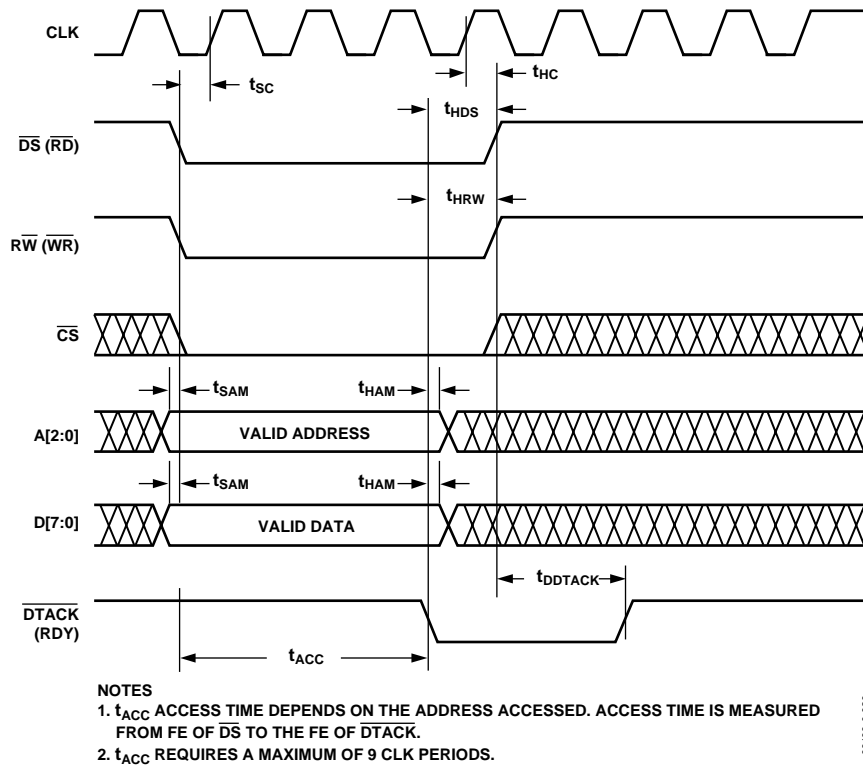 CLK
tSC
tHC
tHDS
DS (RD)
tHRW
RW (WR)
CS
tSAM
tHAM
A[2:0]
VALID ADDRESS
tSAM
tHAM
D[7:0]
VALID DATA
tDDTACK
DTACK
(RDY)
tACC
NOTES
1. tACC ACCESS TIME DEPENDS ON THE ADDRESS ACCESSED. ACCESS TIME IS MEASURED
FROM FE OF DS TO THE FE OF DTACK.
2. tACC REQUIRES A MAXIMUM OF 9 CLK PERIODS.